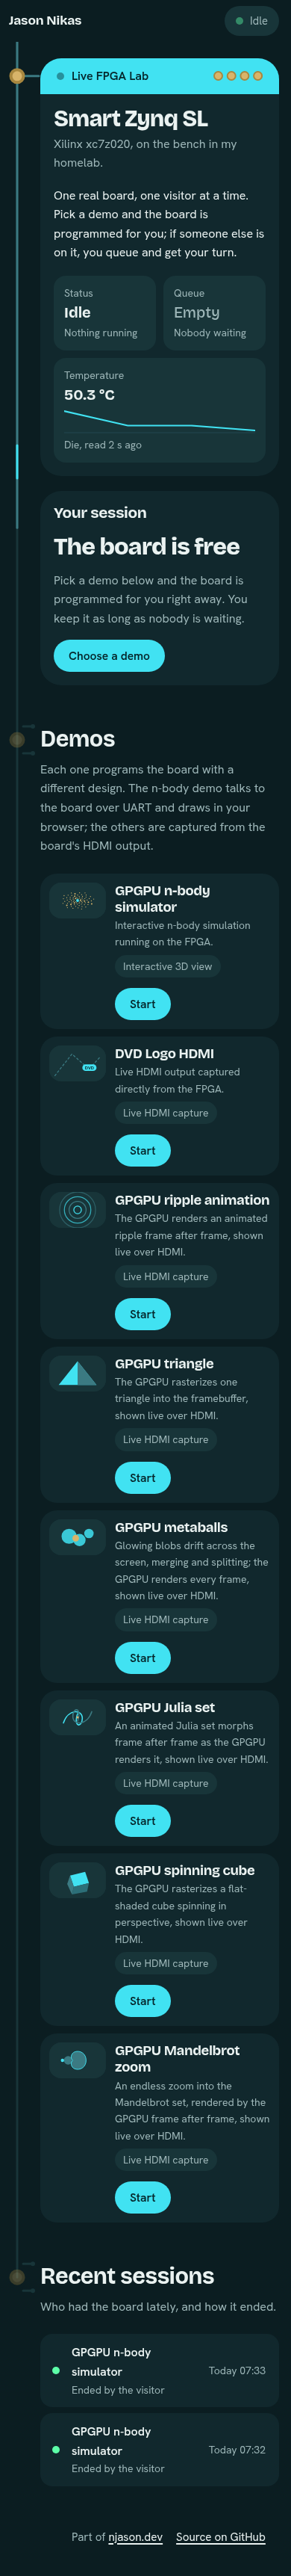 Jason Nikas
Idle
Live FPGA Lab
Smart Zynq SL
Xilinx xc7z020, on the bench in my
homelab.
One real board, one visitor at a time.
Pick a demo and the board is
programmed for you; if someone else is
on it, you queue and get your turn.
Status
Idle
Nothing running
Queue
Empty
Nobody waiting
Temperature
50.3 °C
Die, read 2 s ago
Your session
The board is free
Pick a demo below and the board is
programmed for you right away. You
keep it as long as nobody is waiting.
Choose a demo
Demos
Each one programs the board with a
different design. The n-body demo talks to
the board over UART and draws in your
browser; the others are captured from the
board's HDMI output.
GPGPU n-body
simulator
Interactive n-body simulation
running on the FPGA.
Interactive 3D view
Start
DVD
DVD Logo HDMI
Live HDMI output captured
directly from the FPGA.
Live HDMI capture
Start
GPGPU ripple animation
The GPGPU renders an animated
ripple frame after frame, shown
live over HDMI.
Live HDMI capture
Start
GPGPU triangle
The GPGPU rasterizes one
triangle into the framebuffer,
shown live over HDMI.
Live HDMI capture
Start
GPGPU metaballs
Glowing blobs drift across the
screen, merging and splitting; the
GPGPU renders every frame,
shown live over HDMI.
Live HDMI capture
Start
GPGPU Julia set
An animated Julia set morphs
frame after frame as the GPGPU
renders it, shown live over HDMI.
Live HDMI capture
Start
GPGPU spinning cube
The GPGPU rasterizes a flat-
shaded cube spinning in
perspective, shown live over
HDMI.
Live HDMI capture
Start
GPGPU Mandelbrot
zoom
An endless zoom into the
Mandelbrot set, rendered by the
GPGPU frame after frame, shown
live over HDMI.
Live HDMI capture
Start
Recent sessions
Who had the board lately, and how it ended.
GPGPU n-body
simulator
Ended by the visitor
Today 07:33
GPGPU n-body
simulator
Ended by the visitor
Today 07:32
Part of njason.dev
Source on GitHub